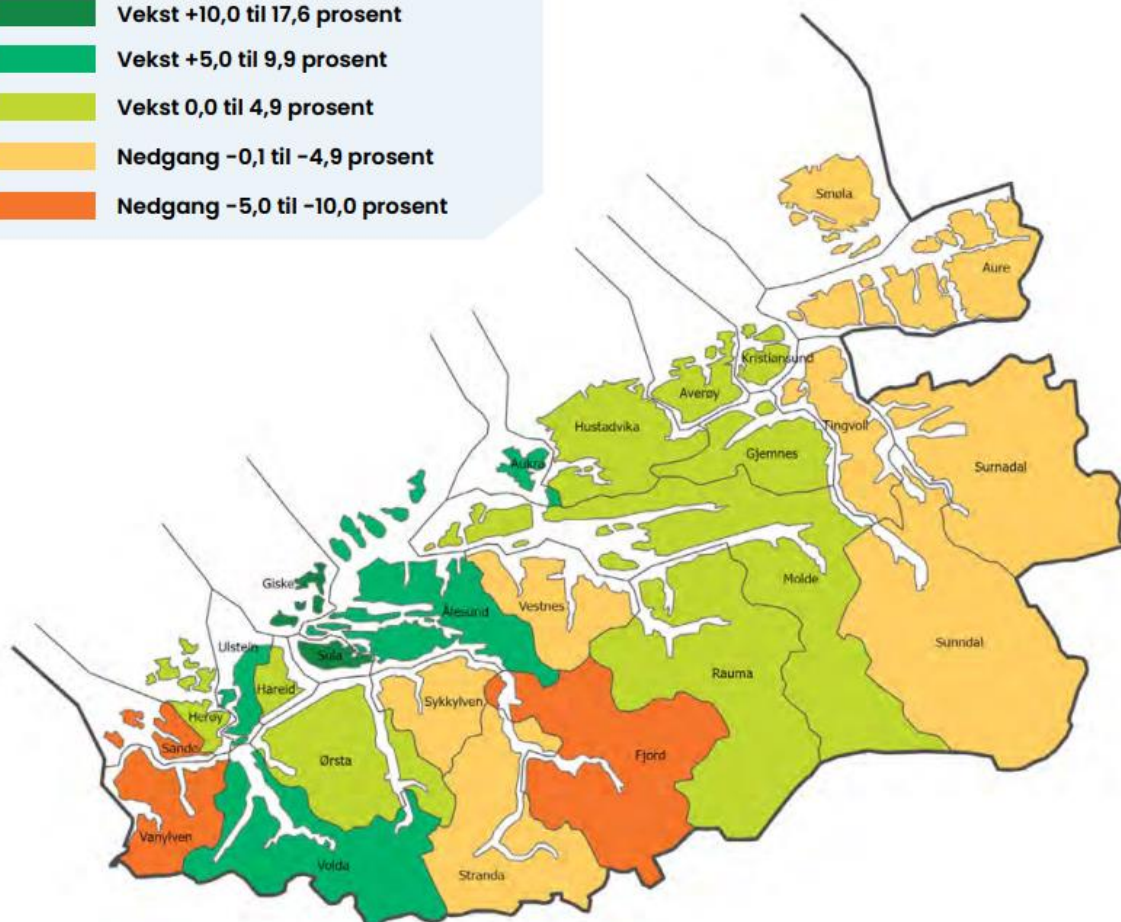 Vekst +10,0 til 17,6 prosent
Vekst +5,0 til 9,9 prosent
Vekst 0,0 til 4,9 prosent
Nedgang -0,1 til -4,9 prosent
Nedgang -5,0 til -10,0 prosent
Smøla
Aure
Kristiansund
Averøy
Hustadvika
Tingvoll
Gjemnes
Aukra
Surnadal
Molde
Giske
Ålesund
Vestnes
Sunndal
Ulstein
Sula
Rauma
Hareid
Sykkylven
Herøy
Sande
Fjord
Ørsta
Vanylven
Volda
Stranda